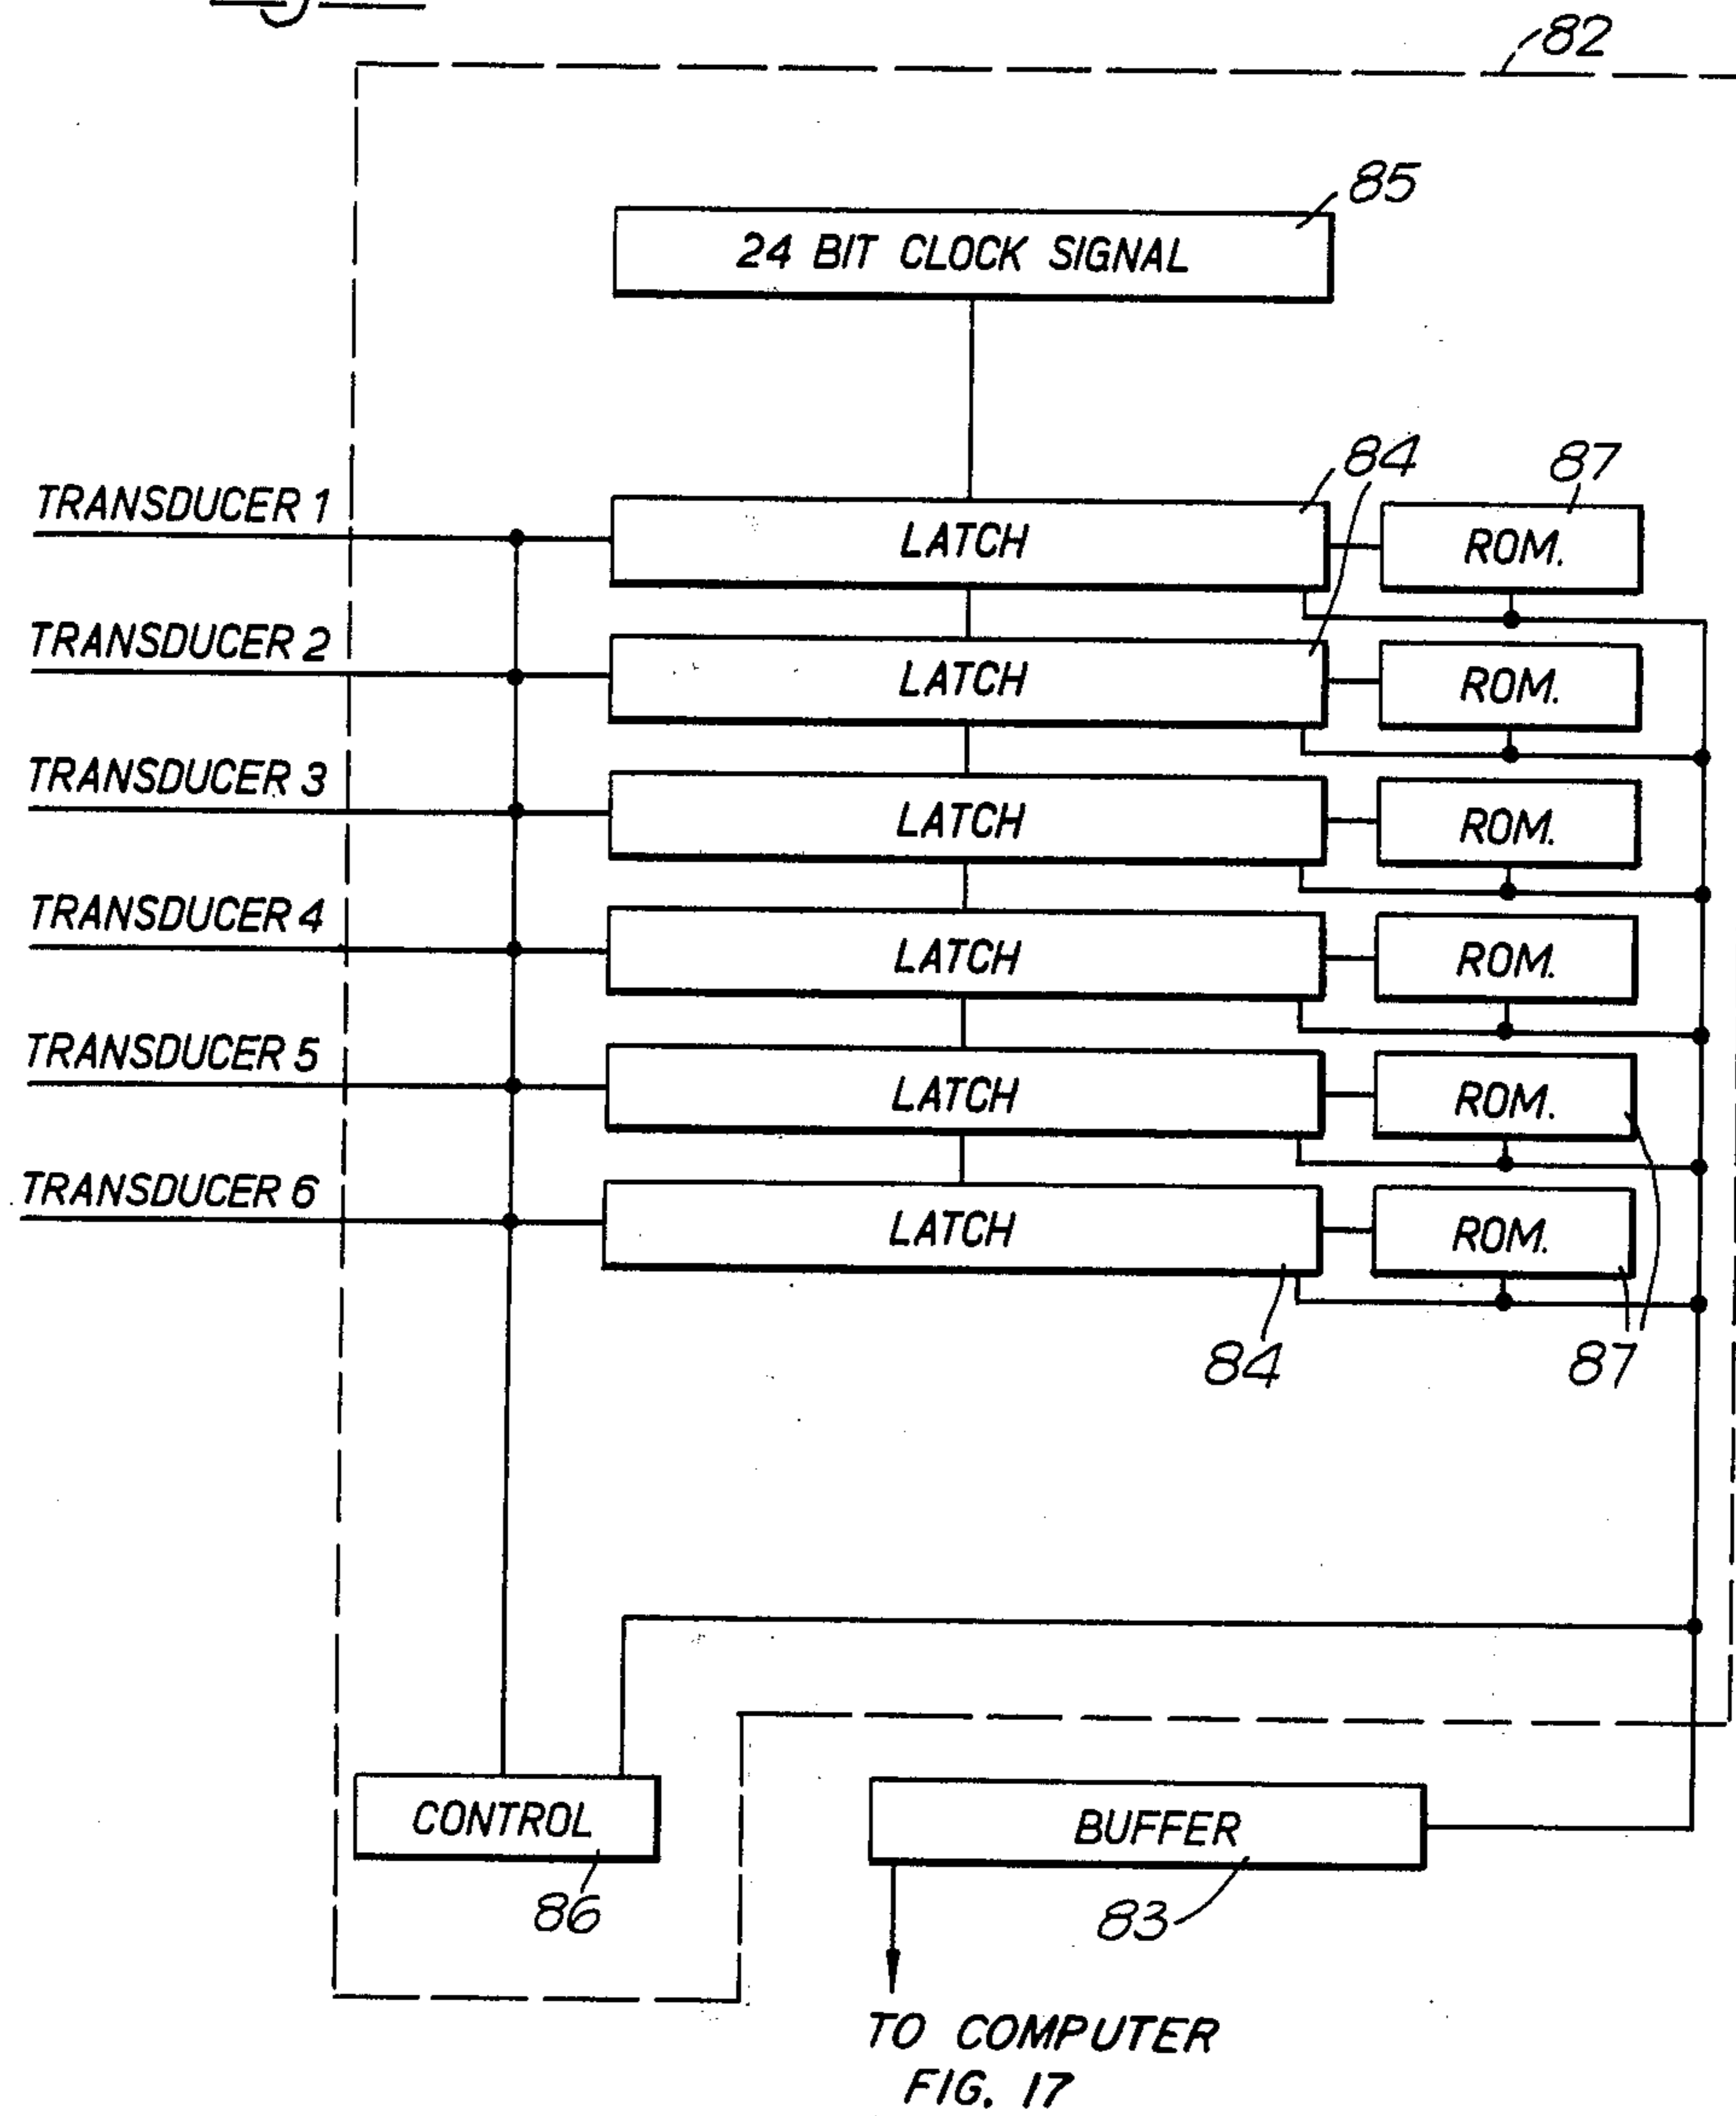 82
85
24 BIT CLOCK SIGNAL
84
87
TRANSDUCER 1
LATCH
ROM.
TRANSDUCER 2
LATCH
ROM.
TRANSDUCER 3
LATCH
ROM.
TRANSDUCER 4
LATCH
ROM.
TRANSDUCER 5
LATCH
ROM.
TRANSDUCER 6
LATCH
ROM.
84
87
CONTROL
BUFFER
86
83
TO COMPUTER
FIG. 17